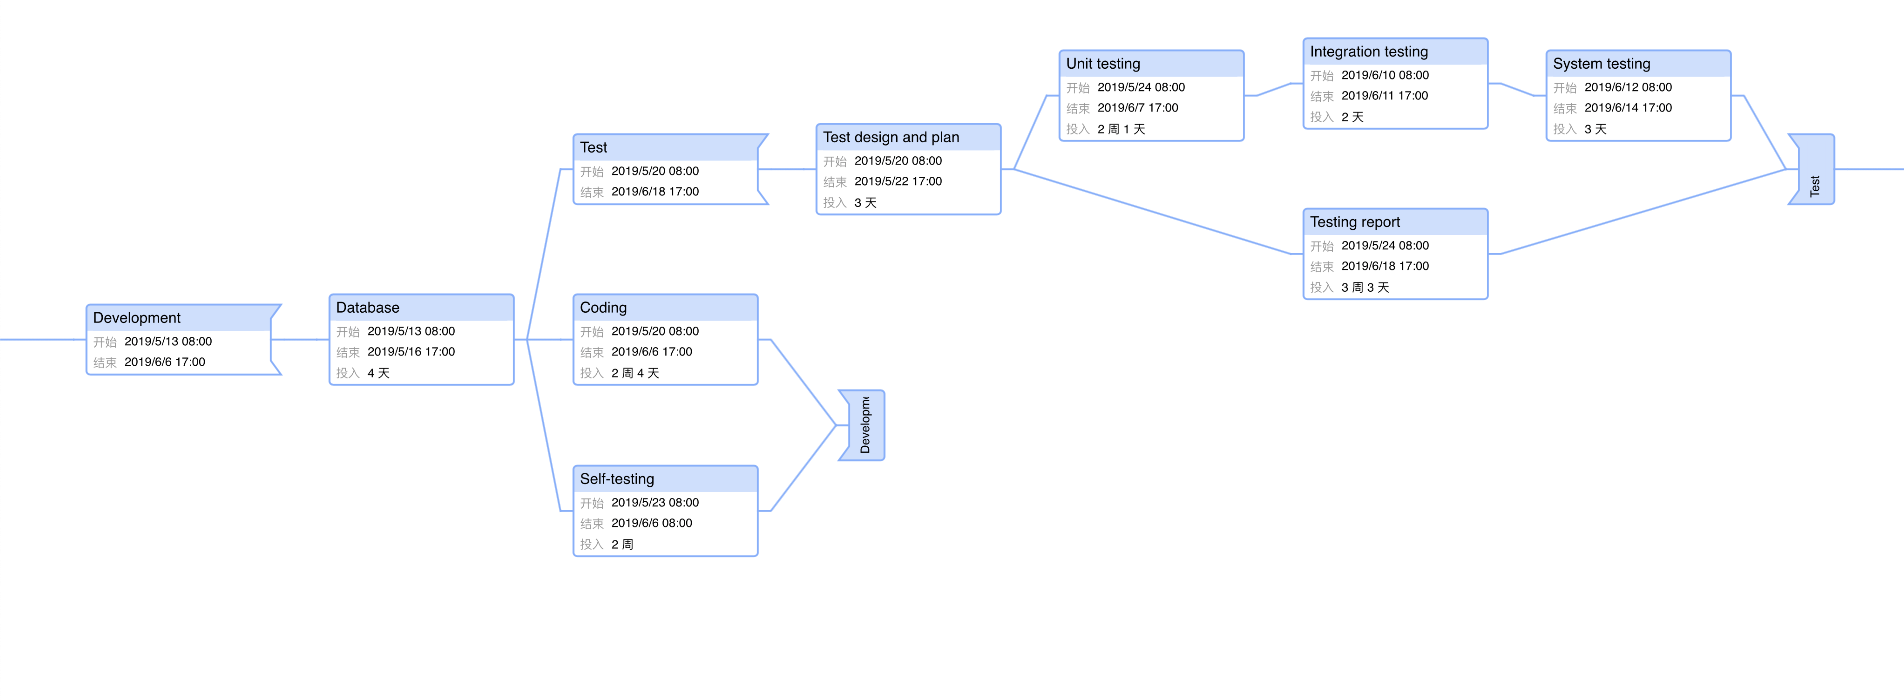 Development
开始 2019/5/13 08:00
结束 2019/6/6 17:00
Database
开始 2019/5/13 08:00
结束 2019/5/16 17:00
投入 4 天
Test
开始 2019/5/20 08:00
结束 2019/6/18 17:00
Coding
开始 2019/5/20 08:00
结束 2019/6/6 17:00
投入 2 周 4 天
Self-testing
开始 2019/5/23 08:00
结束 2019/6/6 08:00
投入 2 周
Test design and plan
开始 2019/5/20 08:00
结束 2019/5/22 17:00
投入 3 天
Unit testing
开始 2019/5/24 08:00
结束 2019/6/7 17:00
投入 2 周 1 天
Integration testing
开始 2019/6/10 08:00
结束 2019/6/11 17:00
投入 2 天
System testing
开始 2019/6/12 08:00
结束 2019/6/14 17:00
投入 3 天
Testing report
开始 2019/5/24 08:00
结束 2019/6/18 17:00
投入 3 周 3 天
Test